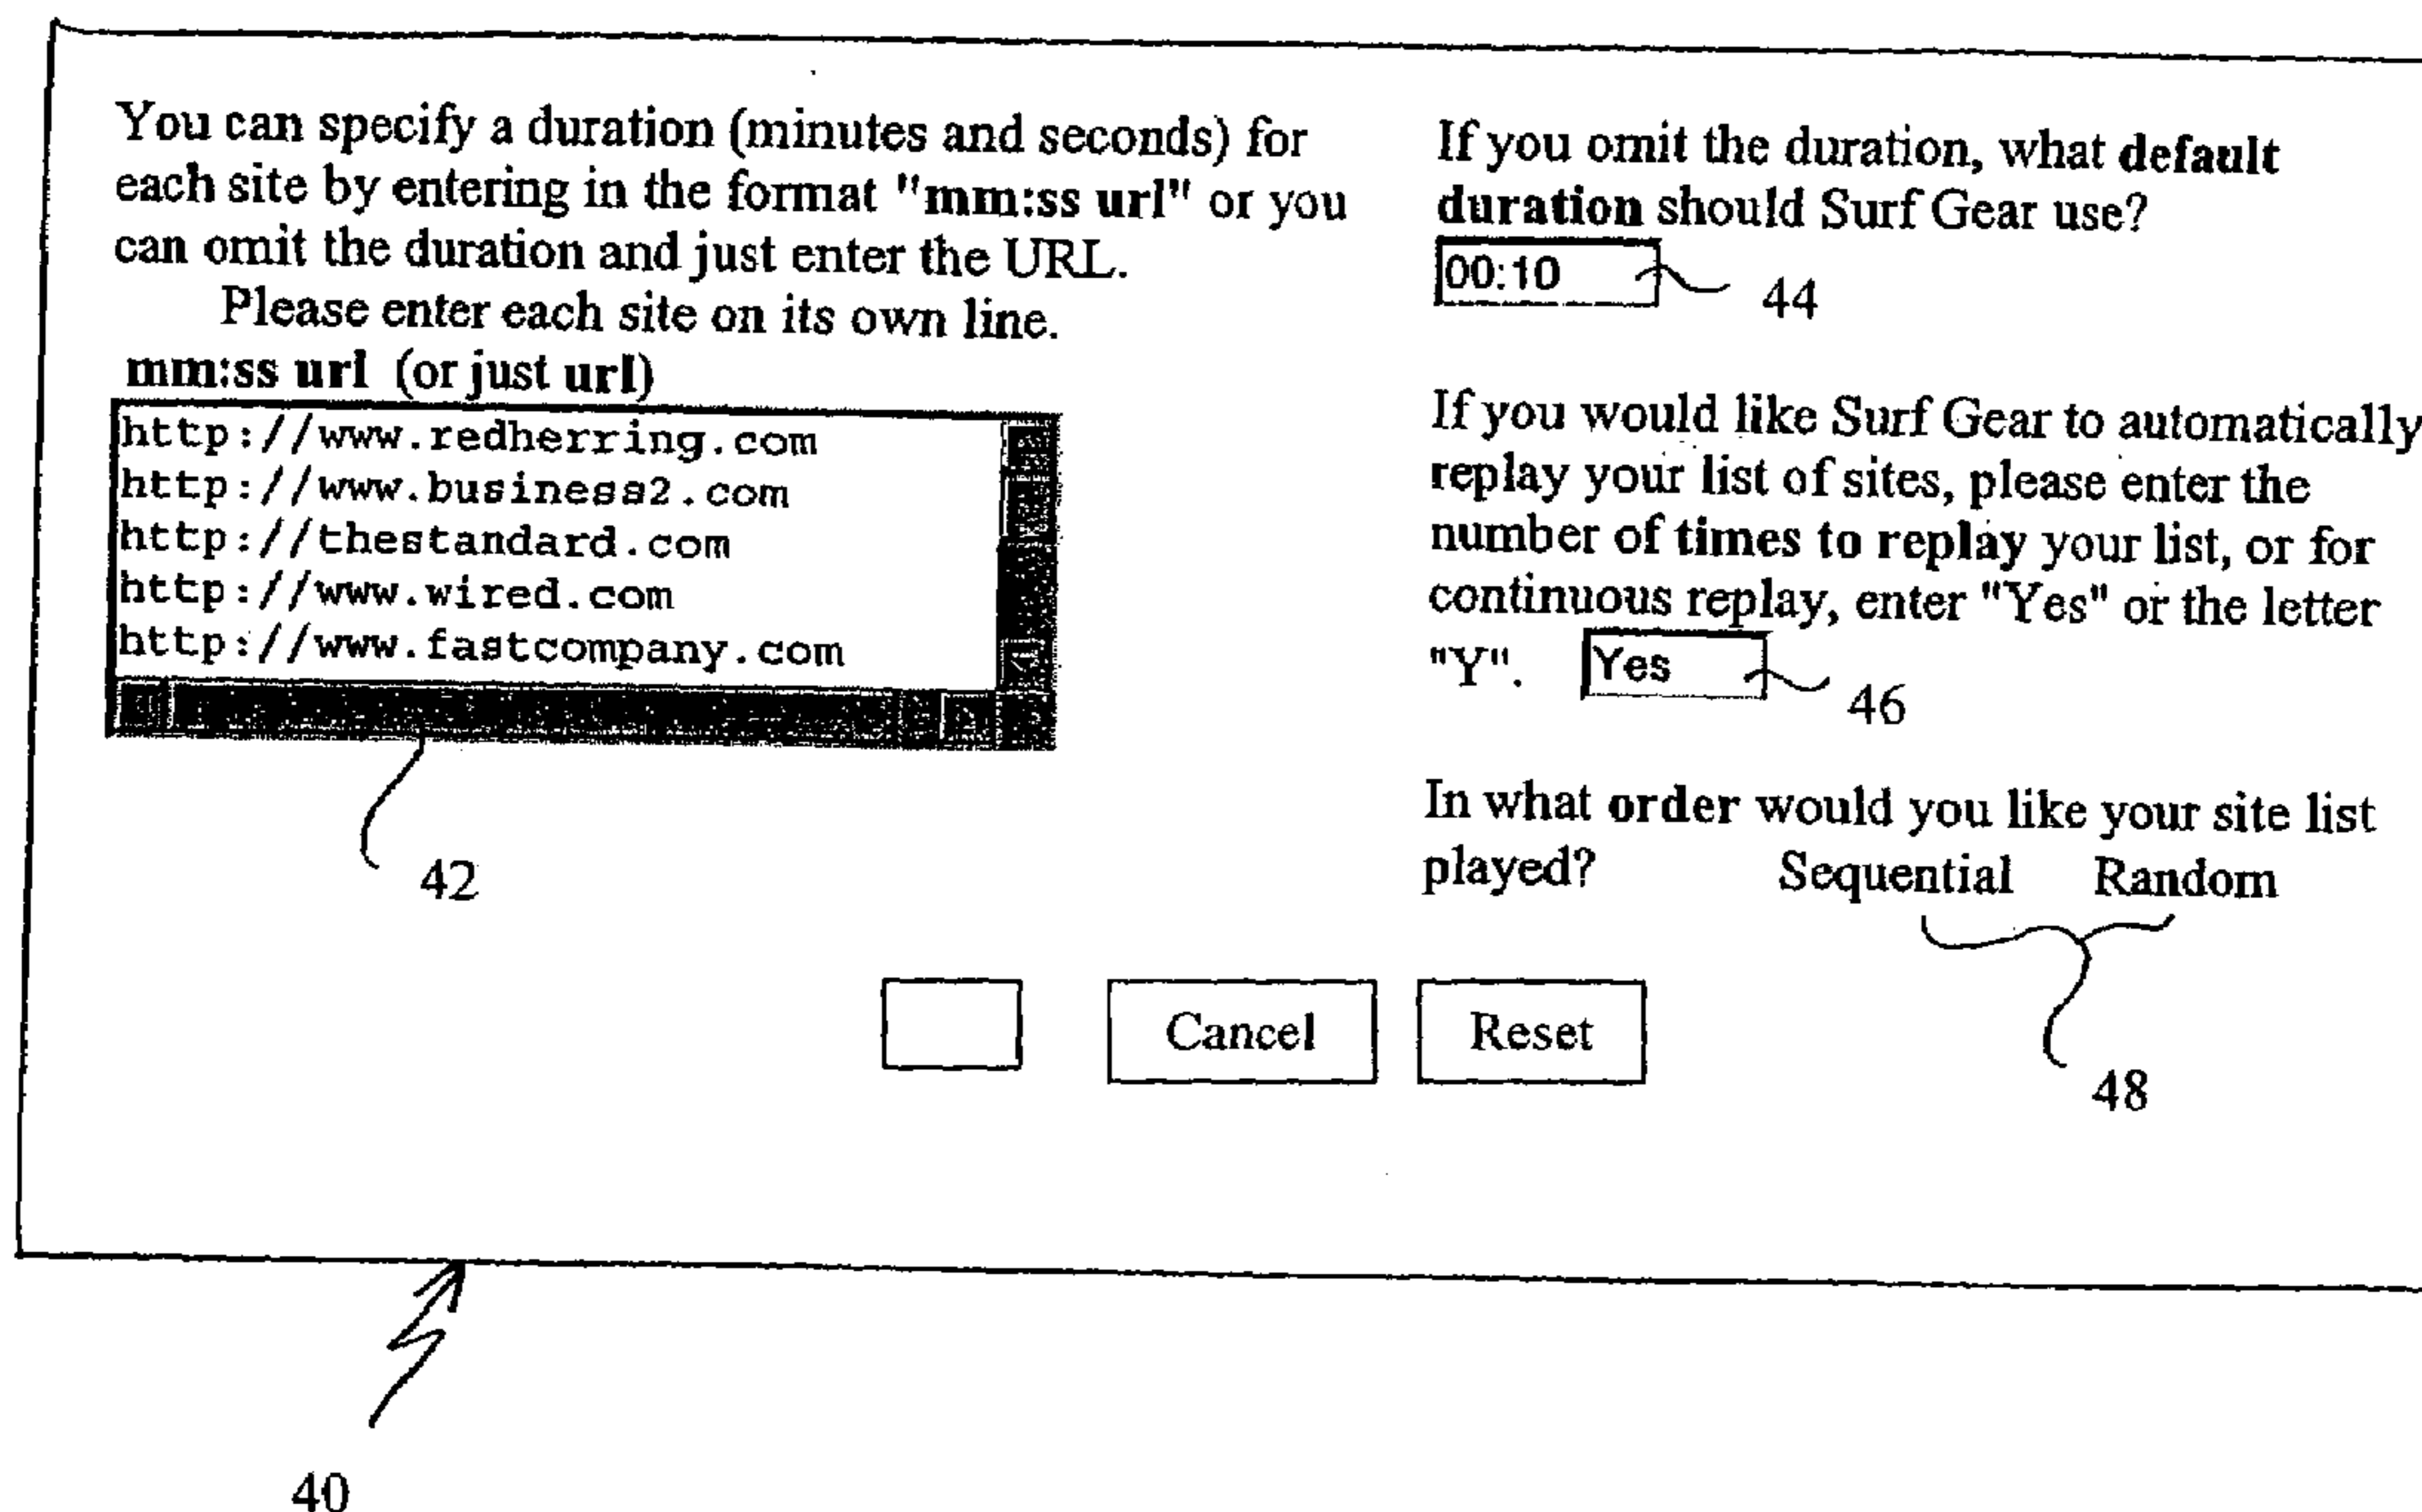 You can specify a duration (minutes and seconds) for
each site by entering in the format "mm:ss url" or you
can omit the duration and just enter the URL.
Please enter each site on its own line.
mm:ss url (or just url)
http://www.redherring.com
http://www.business2.com
http://thestandard.com
http://www.wired.com
http://www.fastcompany.com
42
If you omit the duration, what default
duration should Surf Gear use?
00:10
44
If you would like Surf Gear to automatically
replay your list of sites, please enter the
number of times to replay your list, or for
continuous replay, enter "Yes" or the letter
"Y". Yes
46
In what order would you like your site list
played? Sequential Random
48
Cancel Reset
40